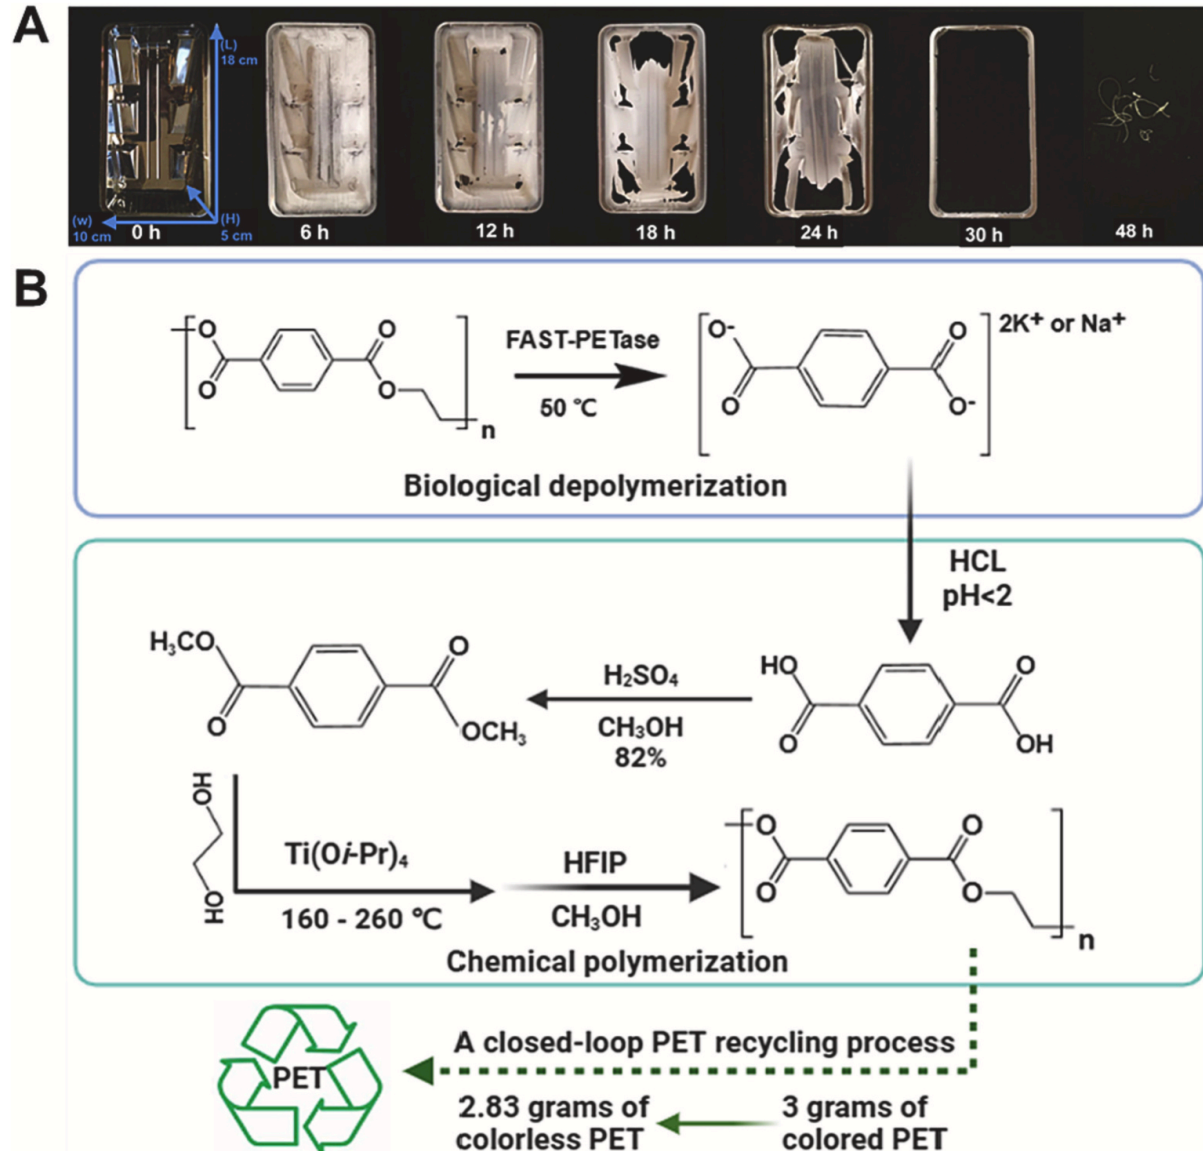 A
(L)
18 cm
(w)
10 cm
(H)
5 cm
0 h
6 h
12 h
18 h
24 h
30 h
48 h
B
O
O
O
O
n
FAST-PETase
50 °C
O-
O
O
O-
2K+ or Na+
Biological depolymerization
HCL
pH<2
H₃CO
O
O
OCH₃
H₂SO₄
CH₃OH
82%
HO
O
O
OH
OH
OH
Ti(Oi-Pr)₄
160 - 260 °C
HFIP
CH₃OH
O
O
O
O
n
Chemical polymerization
PET
A closed-loop PET recycling process
2.83 grams of
colorless PET
3 grams of
colored PET